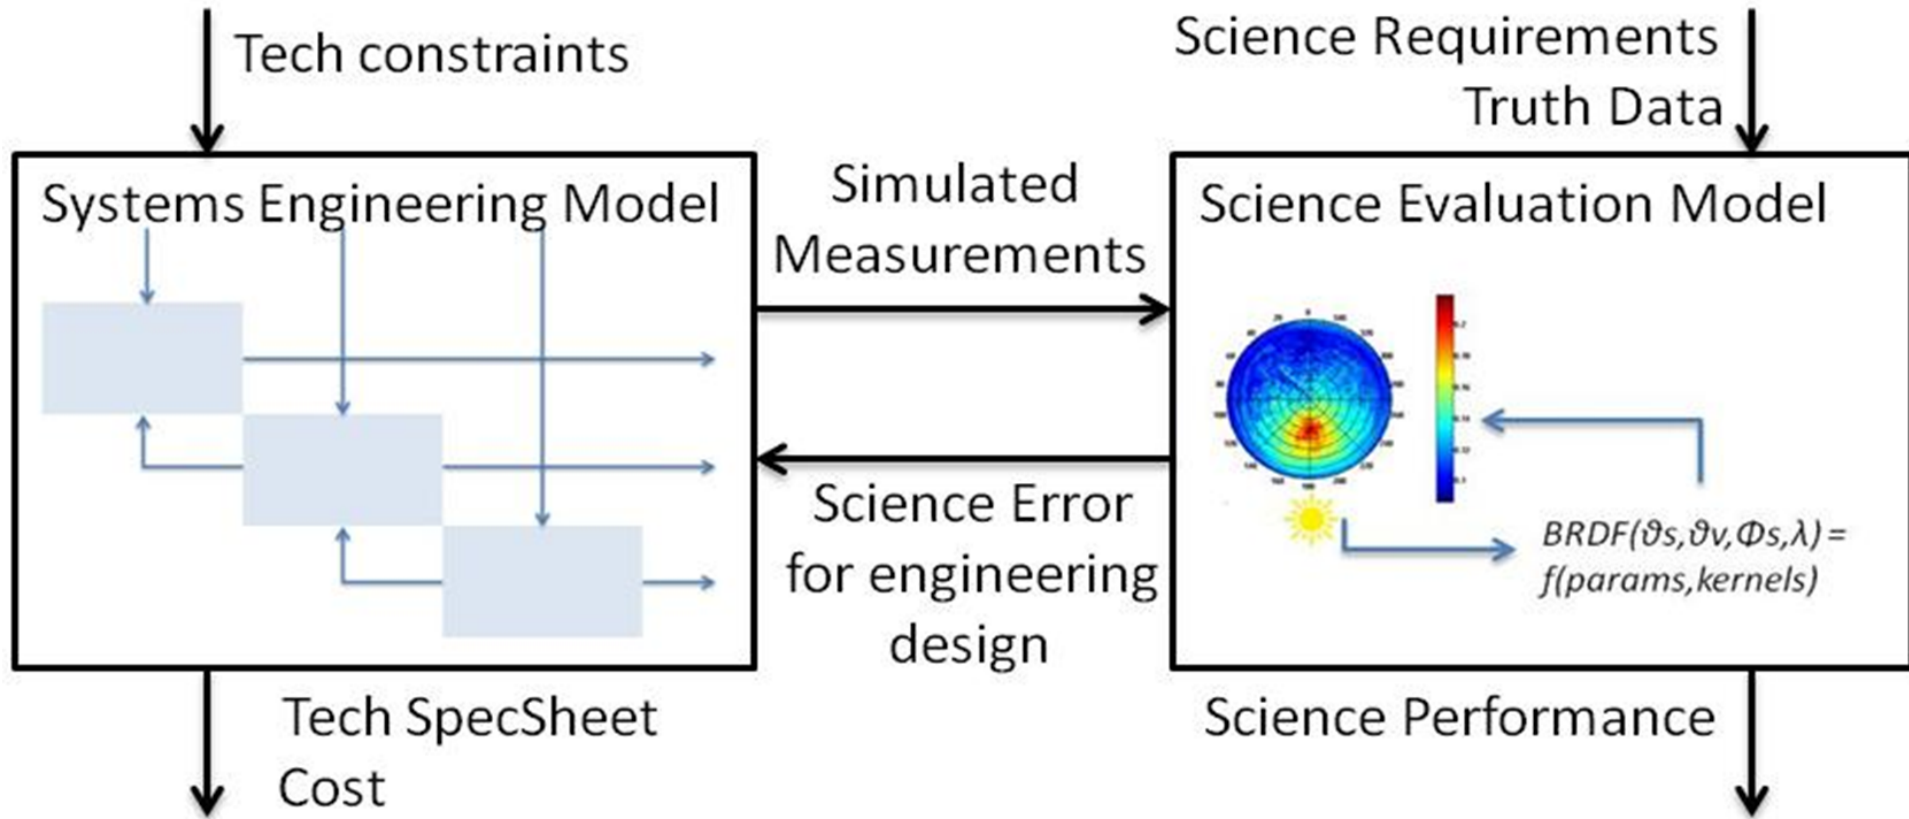 Tech constraints
Science Requirements
Truth Data
Systems Engineering Model
Simulated
Measurements
Science Evaluation Model
Science Error
for engineering
design
BRDF(ϑs,ϑv,Φs,λ) =
f(params,kernels)
Tech SpecSheet
Cost
Science Performance